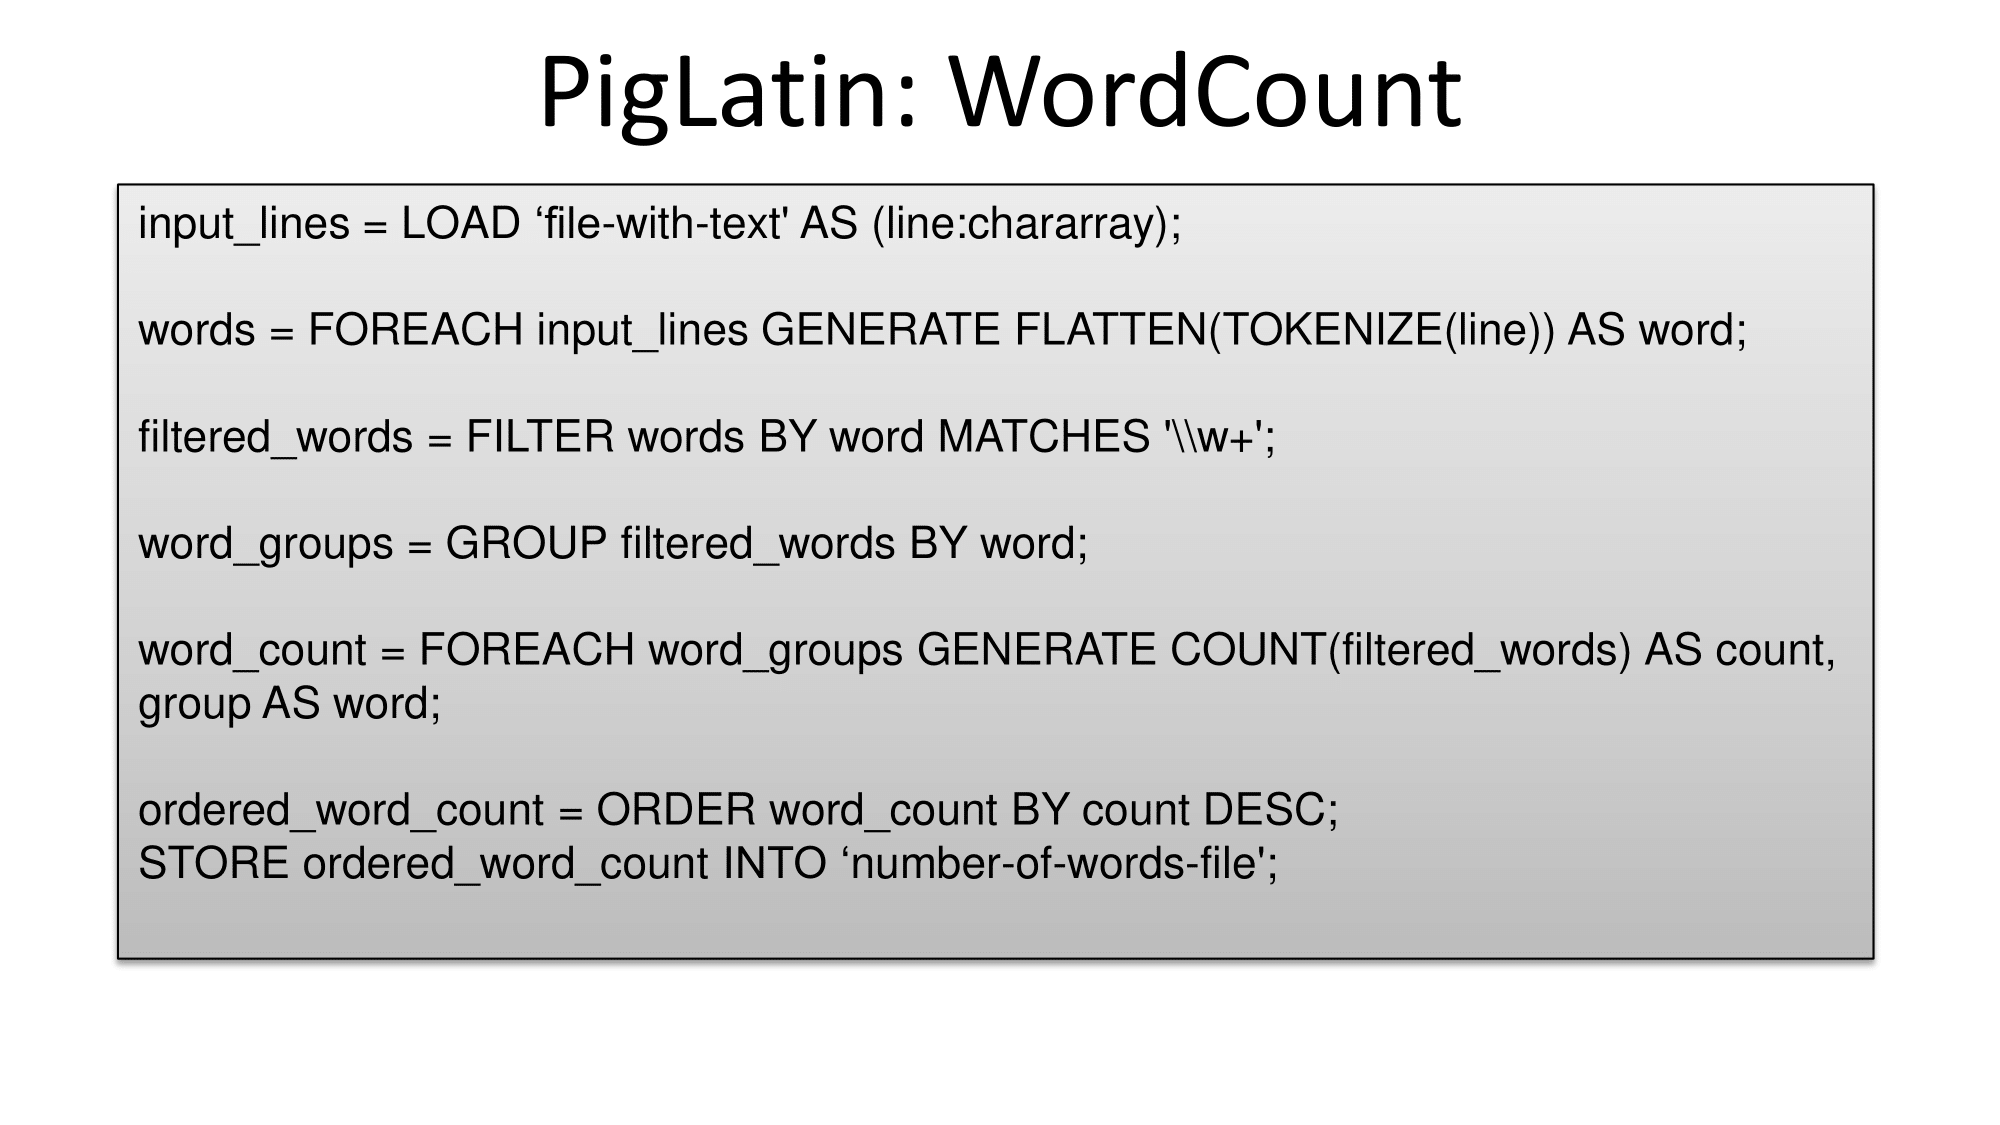 PigLatin: WordCount
input_lines = LOAD ‘file-with-text' AS (line:chararray);
words = FOREACH input_lines GENERATE FLATTEN(TOKENIZE(line)) AS word;
filtered_words = FILTER words BY word MATCHES '\\w+';
word_groups = GROUP filtered_words BY word;
word_count = FOREACH word_groups GENERATE COUNT(filtered_words) AS count,
group AS word;
ordered_word_count = ORDER word_count BY count DESC;
STORE ordered_word_count INTO ‘number-of-words-file';